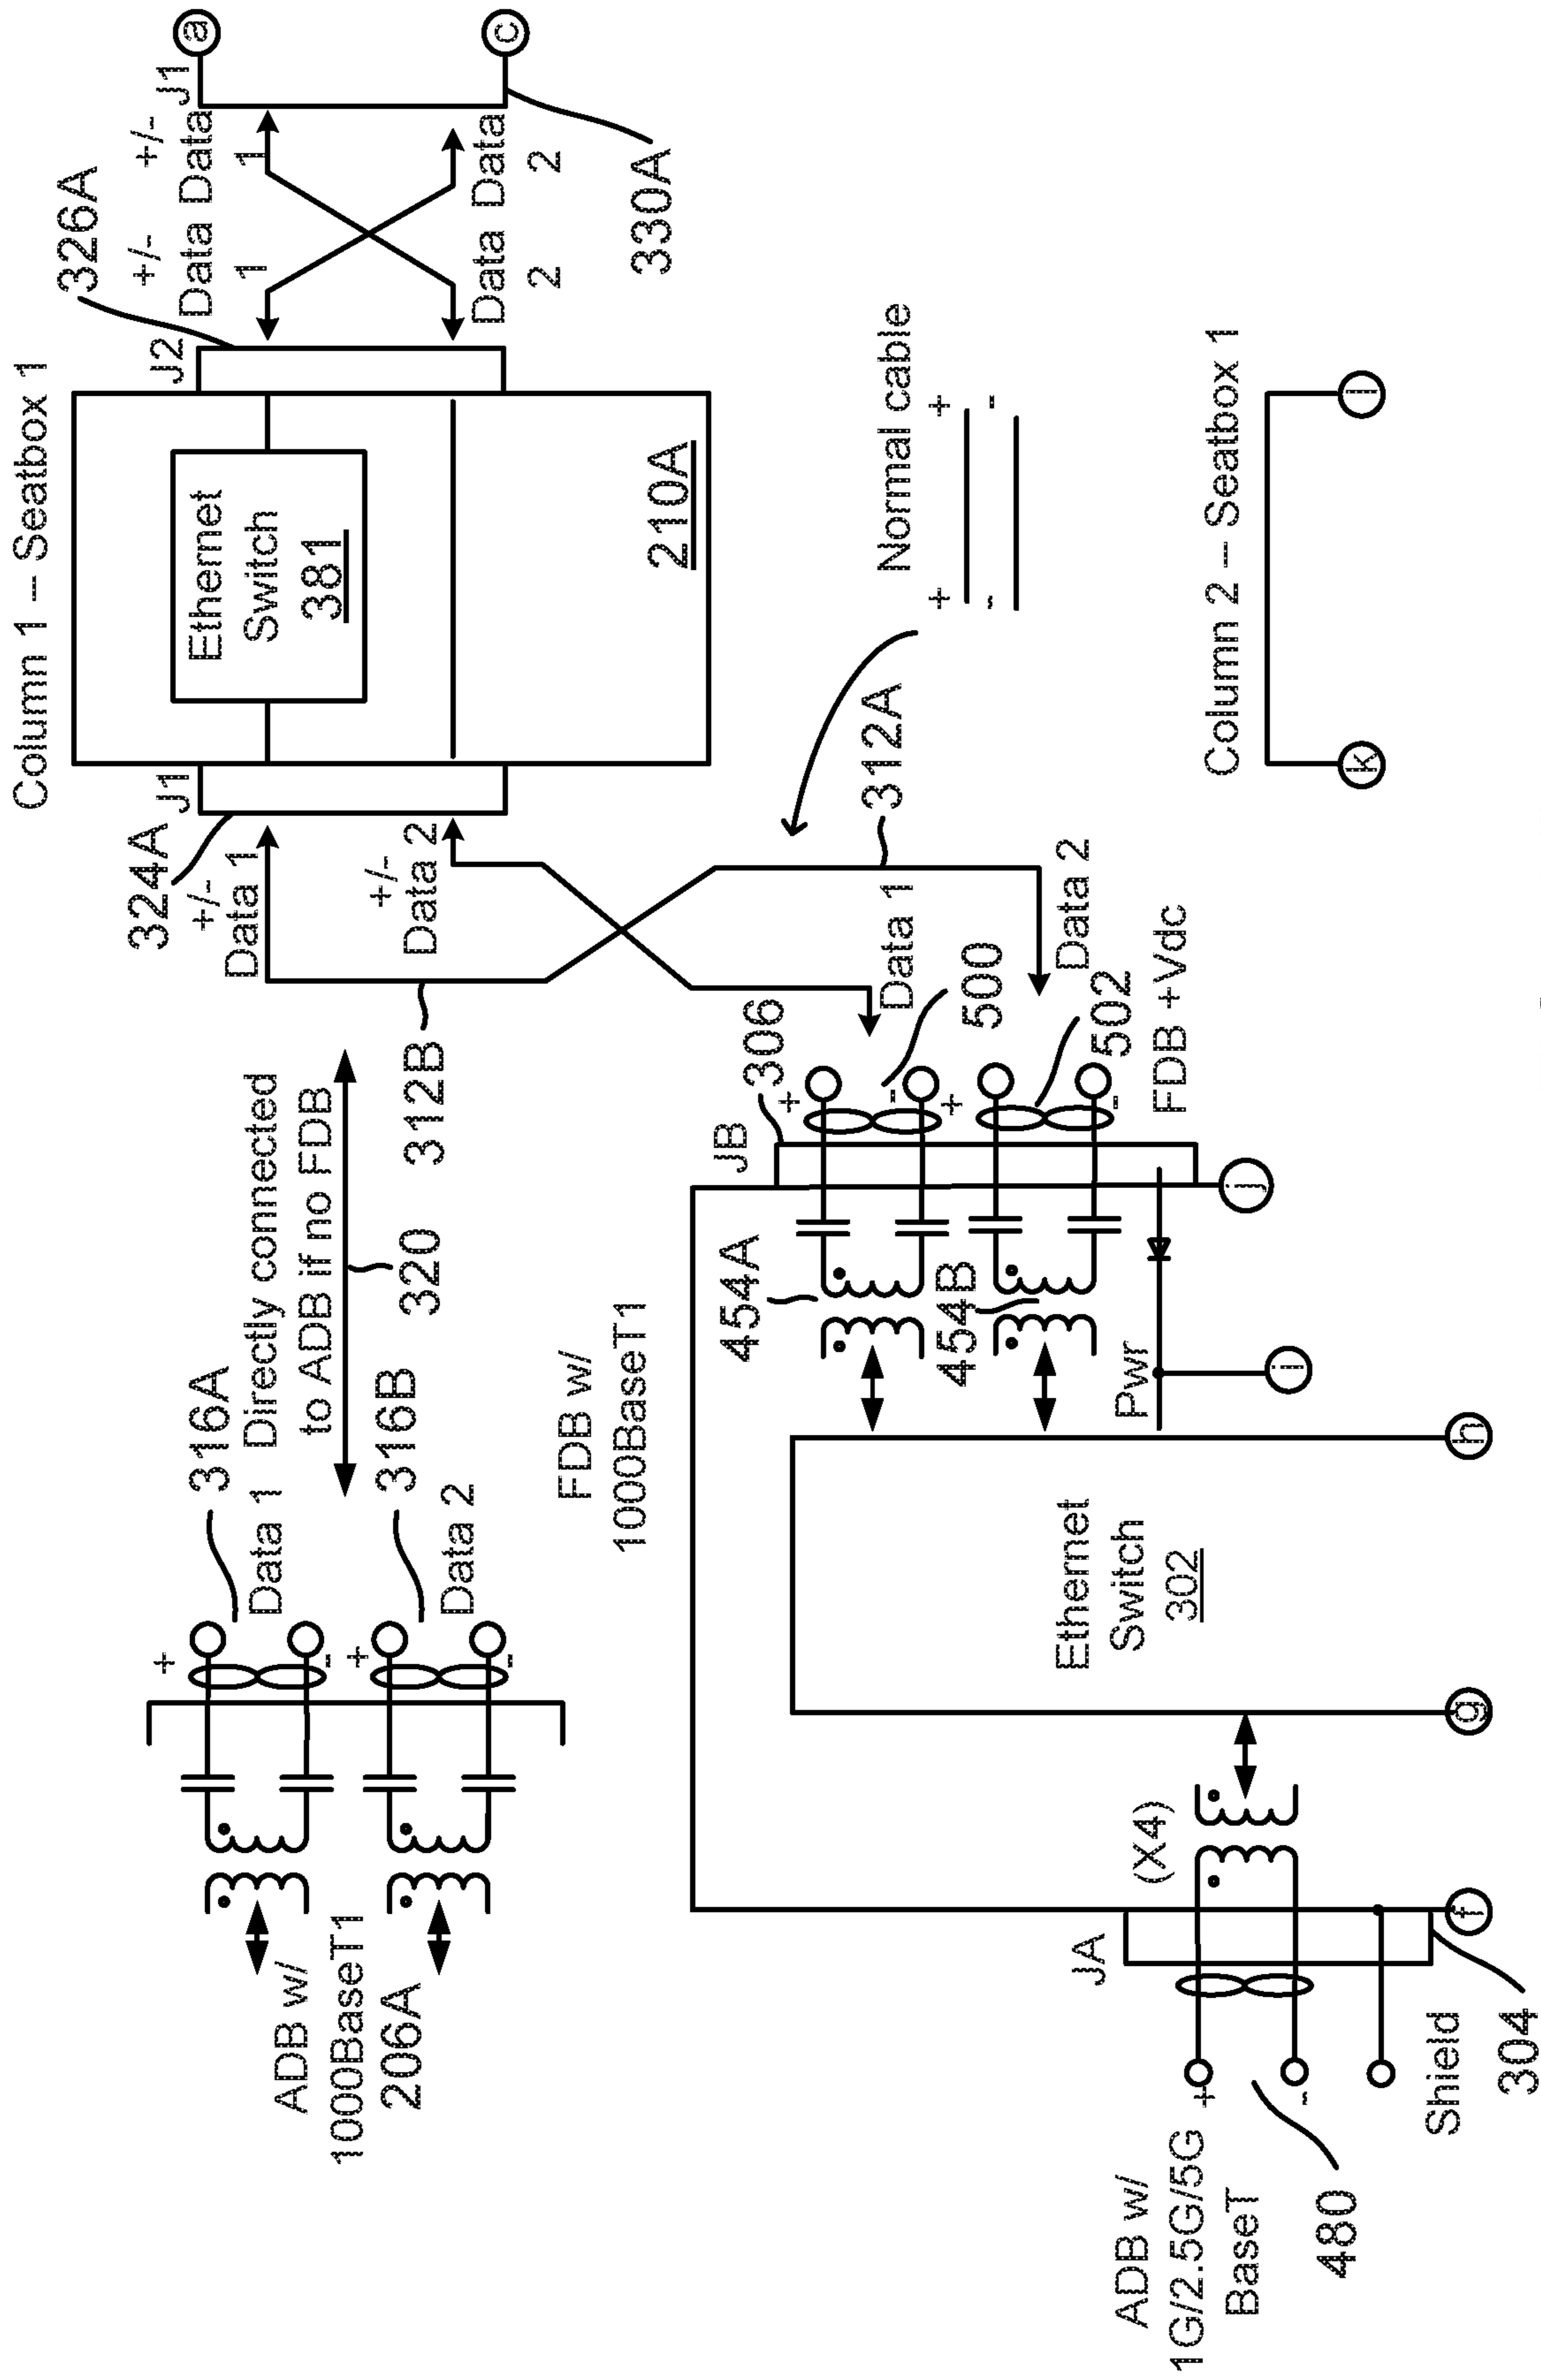 Column 1 – Seatbox 1
324A
J1
J2
326A
+/-
Data
1
+/-
Data
1
J1
a
Ethernet
Switch
381
+/-
Data 1
+/-
Data 2
Data
2
Data
2
c
210A
330A
316A
Data 1
Directly connected
to ADB if no FDB
316B
320
312B
Data 2
+
-
+
-
ADB w/
1000BaseT1
206A
FDB w/
1000BaseT1
Normal cable
+
+
-
-
312A
JB
306
454A
+
-
Data 1
500
454B
+
-
Data 2
502
Pwr
FDB +Vdc
j
i
Ethernet
Switch
302
g
h
Column 2 – Seatbox 1
k
l
(X4)
JA
ADB w/
1G/2.5G/5G
BaseT
+
-
480
Shield
304
f